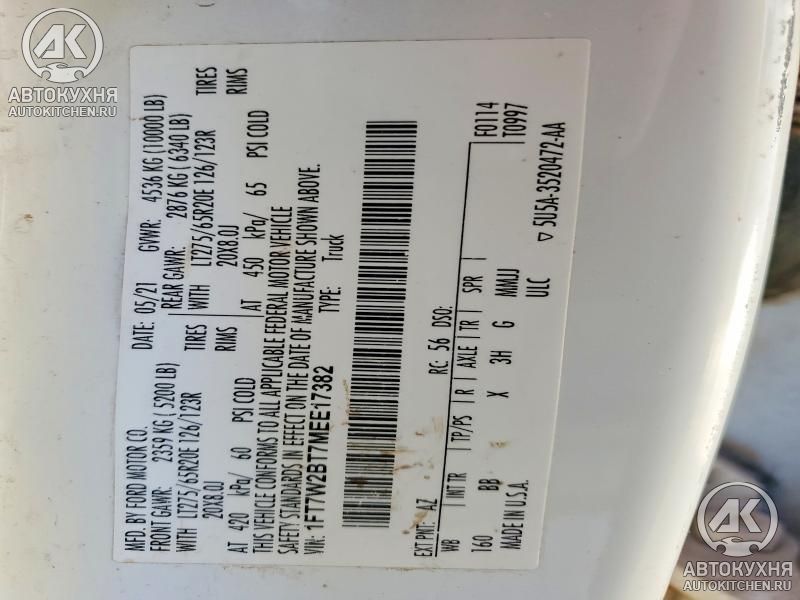 MFD. BY FORD MOTOR CO.
DATE: 05/21 GVWR: 4536 KG (10000 LB)
FRONT GAWR: 2359 KG ( 5200 LB)
REAR GAWR: 2876 KG ( 6340 LB)
WITH LT275/65R20E 126/123R TIRES
WITH LT275/65R20E 126/123R TIRES
20X8.0J RIMS
20X8.0J RIMS
AT 420 kPa/ 60 PSI COLD
AT 450 kPa/ 65 PSI COLD
THIS VEHICLE CONFORMS TO ALL APPLICABLE FEDERAL MOTOR VEHICLE
SAFETY STANDARDS IN EFFECT ON THE DATE OF MANUFACTURE SHOWN ABOVE.
VIN: 1FT7W2BT7MEE17382
TYPE: Truck
F0114
T0997
EXT PNT: AZ RC: 56 DSO:
WB INT TR TP/PS R AXLE TR SPR
160 BB X 3H G MMUJ
MADE IN U.S.A. ULC
▽ 5U5A-3520472-AA
АК
АВТОКУХНЯ
AUTOKITCHEN.RU
АК
АВТОКУХНЯ
AUTOKITCHEN.RU